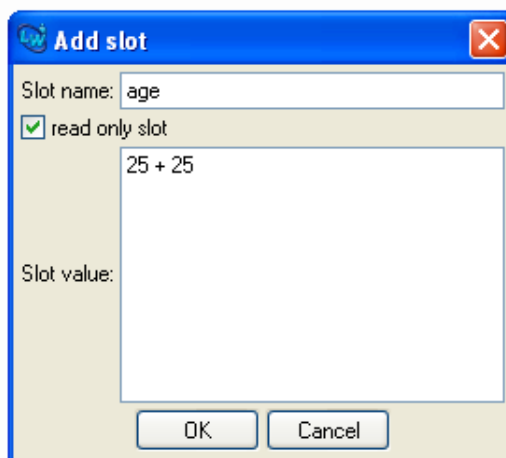 Add slot
Slot name: age
read only slot
25 + 25
Slot value:
OK Cancel